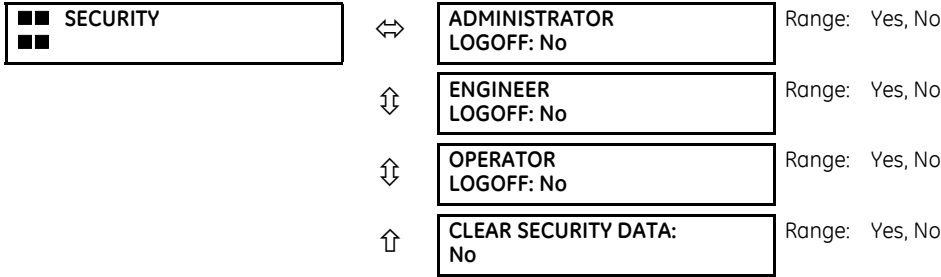 SECURITY
ADMINISTRATOR
LOGOFF: No
Range: Yes, No
ENGINEER
LOGOFF: No
Range: Yes, No
OPERATOR
LOGOFF: No
Range: Yes, No
CLEAR SECURITY DATA:
No
Range: Yes, No